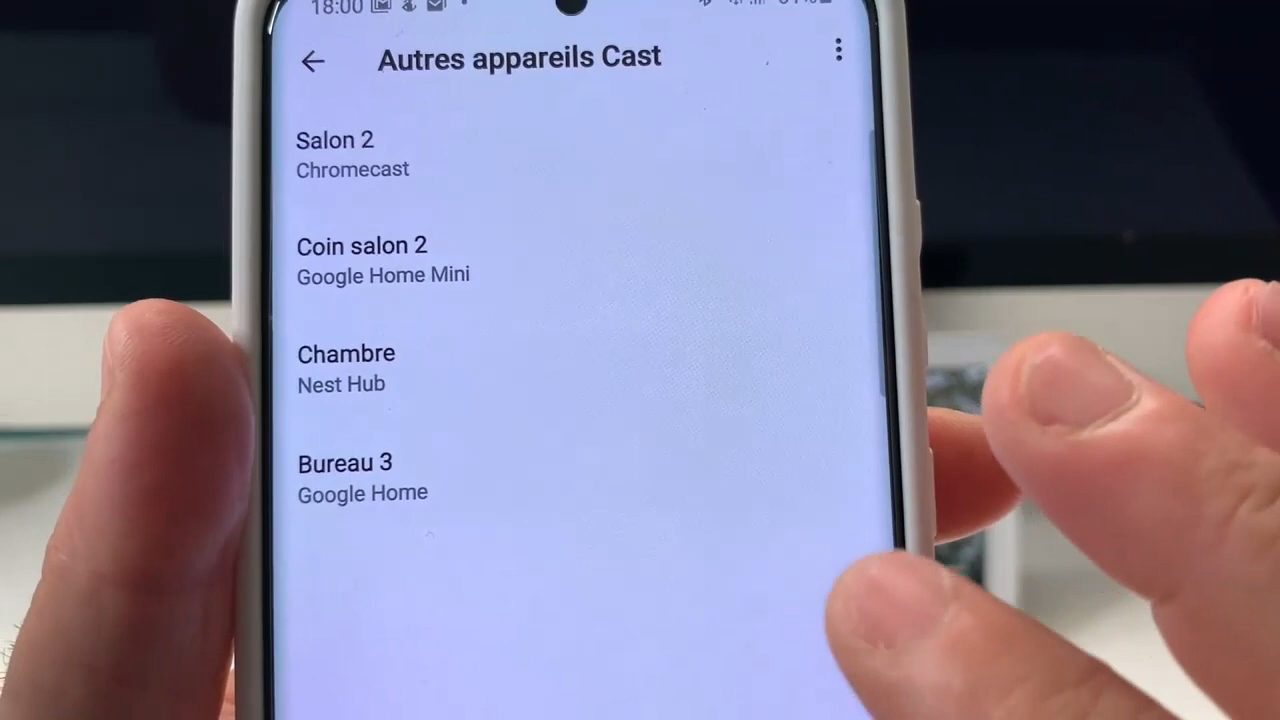 18:00
Autres appareils Cast
Salon 2
Chromecast
Coin salon 2
Google Home Mini
Chambre
Nest Hub
Bureau 3
Google Home